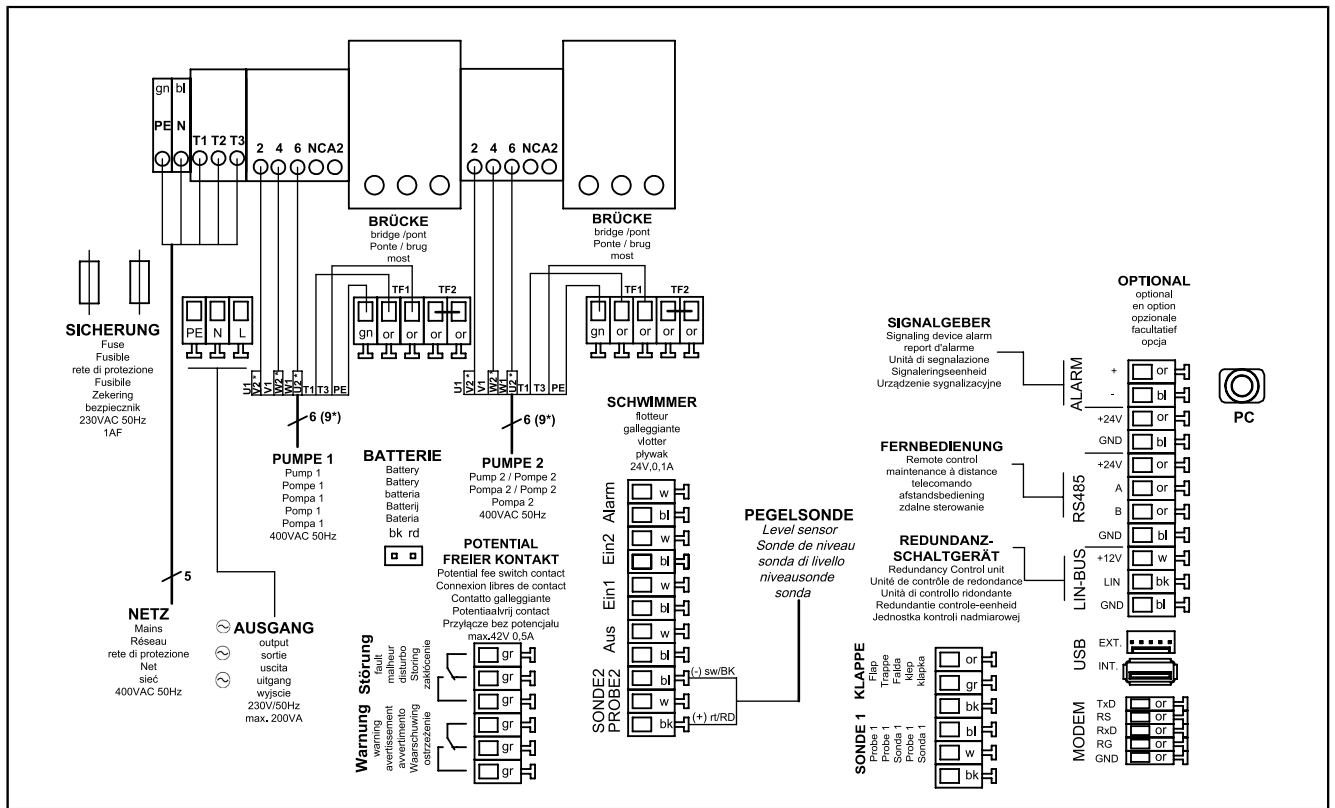 gn bl
PE N
T1 T2 T3
2 4 6 NCA2
2 4 6 NCA2
BRÜCKE
bridge /pont
Ponte / brug
most
BRÜCKE
bridge /pont
Ponte / brug
most
SICHERUNG
Fuse
Fusible
rete di protezione
Fusibile
Zekering
bezpiecznik
230VAC 50Hz
1AF
PE N L
TF1 TF2
gn or or or or
TF1 TF2
gn or or or or
U1 V2* V1 W2* W1 U2* T1 T3 PE
6 (9*)
PUMPE 1
Pump 1
Pompe 1
Pompa 1
Pomp 1
Pompa 1
400VAC 50Hz
U1 V2* V1 W2* W1 U2* T1 T3 PE
6 (9*)
PUMPE 2
Pump 2 / Pompe 2
Pompa 2 / Pomp 2
Pompa 2
400VAC 50Hz
BATTERIE
Battery
Battery
batteria
Batterij
Bateria
bk rd
5
NETZ
Mains
Réseau
rete di protezione
Net
sieć
400VAC 50Hz
AUSGANG
output
sortie
uscita
uitgang
wyjscie
230V/50Hz
max. 200VA
POTENTIAL
FREIER KONTAKT
Potential fee switch contact
Connexion libres de contact
Contatto galleggiante
Potentiaalvrij contact
Przyłącze bez potencjału
max.42V 0,5A
Störung
fault
malheur
disturbo
Storing
zakłócenie
gr
gr
gr
Warnung
warning
avertissement
avvertimento
Waarschuwing
ostrzeżenie
gr
gr
gr
SCHWIMMER
flotteur
galleggiante
vlotter
pływak
24V,0,1A
Alarm
w
bl
Ein2
w
bl
Ein1
w
bl
Aus
w
bl
SONDE2
PROBE2
bl (-) sw/BK
w
bk (+) rt/RD
PEGELSONDE
Level sensor
Sonde de niveau
sonda di livello
niveausonde
sonda
SIGNALGEBER
Signaling device alarm
report d'alarme
Unità di segnalazione
Signaleringseenheid
Urządzenie sygnalizacyjne
FERNBEDIENUNG
Remote control
maintenance à distance
telecomando
afstandsbediening
zdalne sterowanie
REDUNDANZ-
SCHALTGERÄT
Redundancy Control unit
Unité de contrôle de redondance
Unità di controllo ridondante
Redundantie controle-eenheid
Jednostka kontroli nadmiarowej
KLAPPE
Flap
Trappe
Falda
klep
klapka
or
gr
bk
SONDE 1
Probe 1
Probe 1
Sonda 1
Probe 1
Sonda 1
bl
w
bk
OPTIONAL
optional
en option
opzionale
facultatief
opcja
ALARM
+ or
- bl
+24V or
GND bl
RS485
+24V or
A or
B or
GND bl
LIN-BUS
+12V w
LIN bk
GND bl
PC
USB
EXT.
INT.
MODEM
TxD or
RS or
RxD or
RG or
GND or